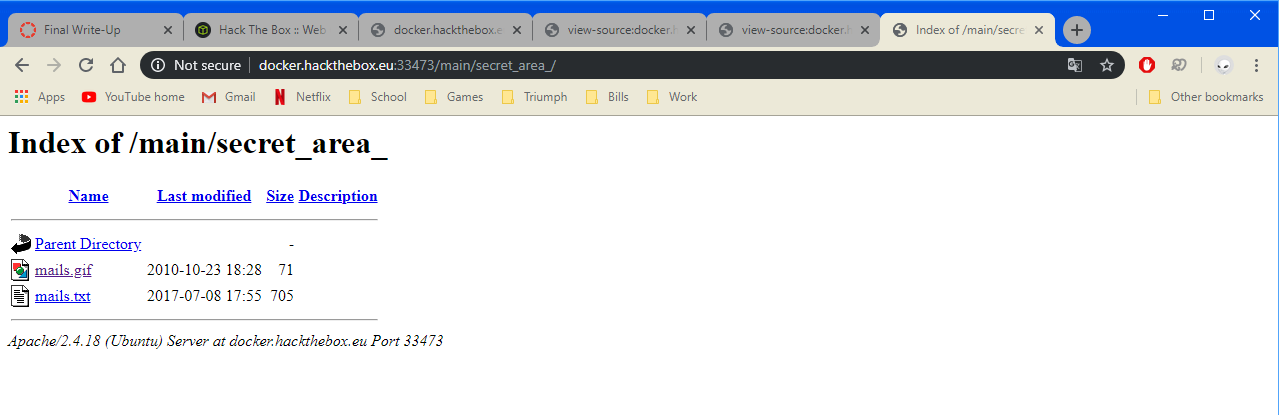 Final Write-Up
Hack The Box :: Web
docker.hackthebox.e
view-source:docker.h
view-source:docker.h
Index of /main/secre
Not secure docker.hackthebox.eu:33473/main/secret_area_/
Apps YouTube home Gmail Netflix School Games Triumph Bills Work Other bookmarks
Index of /main/secret_area_
Name Last modified Size Description
Parent Directory -
mails.gif 2010-10-23 18:28 71
mails.txt 2017-07-08 17:55 705
Apache/2.4.18 (Ubuntu) Server at docker.hackthebox.eu Port 33473